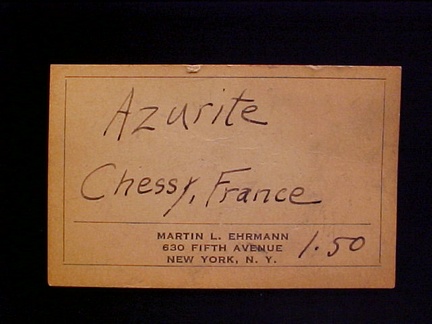 Azurite
Chessy, France
MARTIN L. EHRMANN
630 FIFTH AVENUE
NEW YORK, N. Y.
1.50